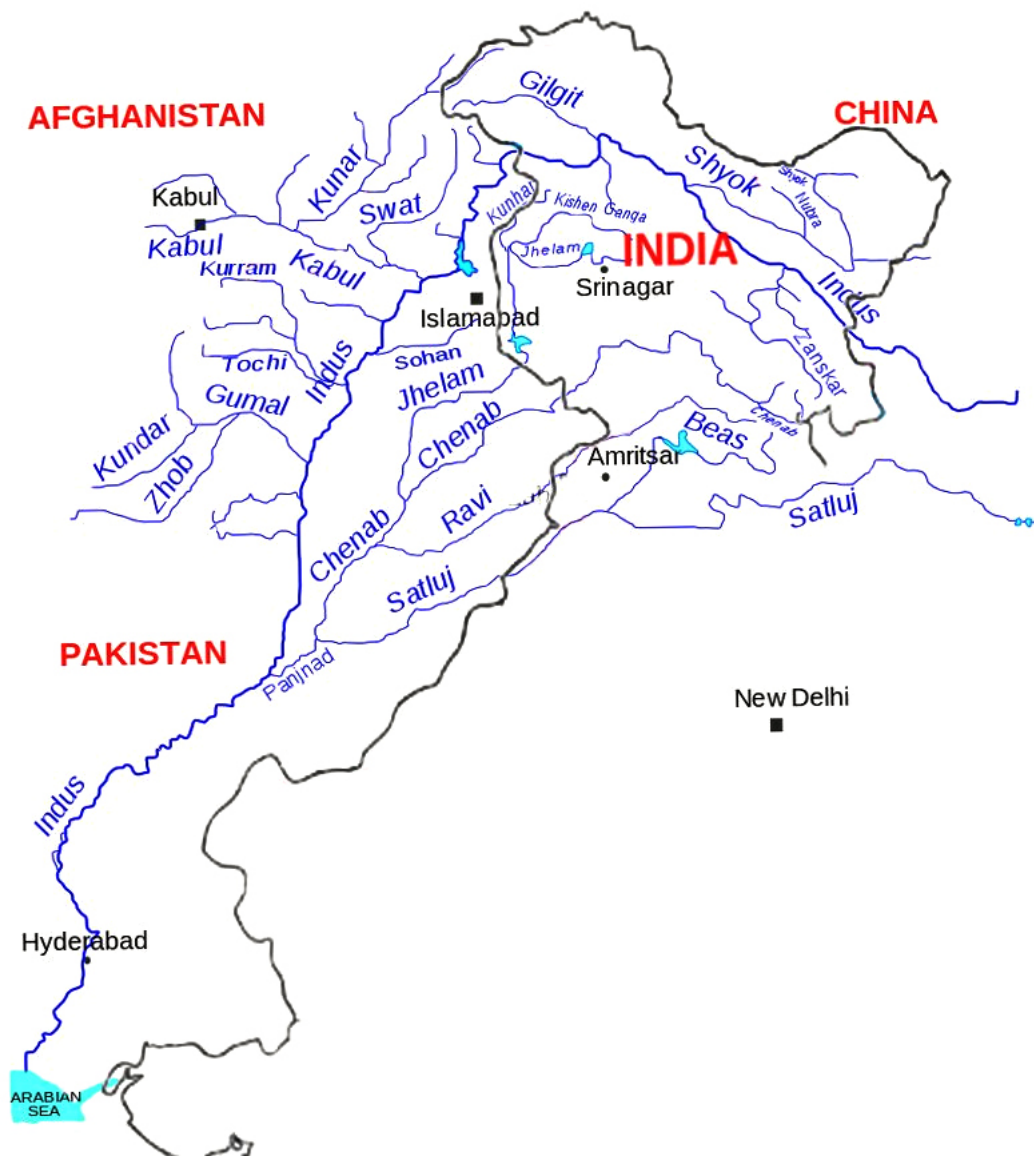 Gilgit
AFGHANISTAN
CHINA
Kunar
Shyok
Shyok
Nubra
Kabul
Swat
Kunhar
Kishen Ganga
Kabul
Kurram
Kabul
Jhelam
INDIA
Srinagar
Indus
Islamabad
Sohan
Zanskar
Tochi
Indus
Jhelam
Gumal
Chenab
Chenab
Beas
Kundar
Zhob
Amritsar
Ravi
Satluj
Chenab
Satluj
PAKISTAN
Panjnad
New Delhi
Indus
Hyderabad
ARABIAN
SEA